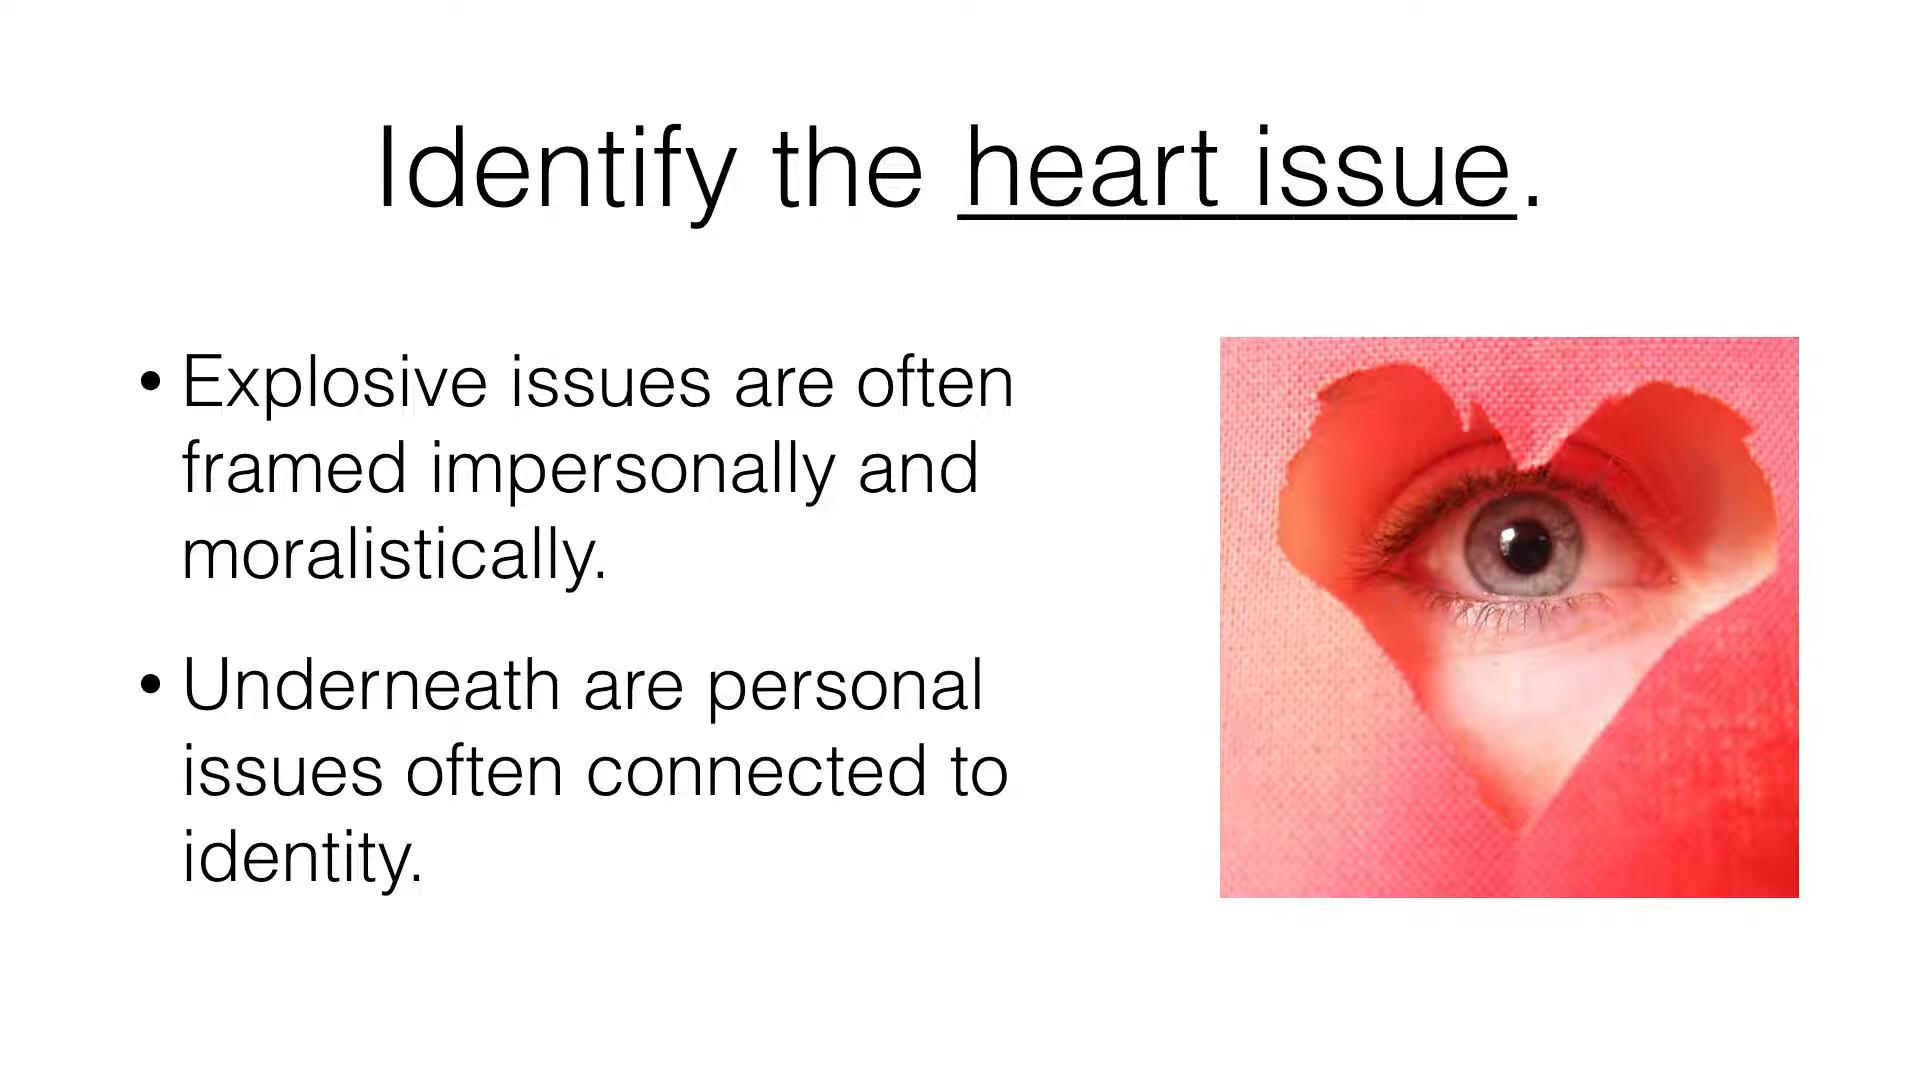 Identify the heart issue.
• Explosive issues are often
framed impersonally and
moralistically.
• Underneath are personal
issues often connected to
identity.